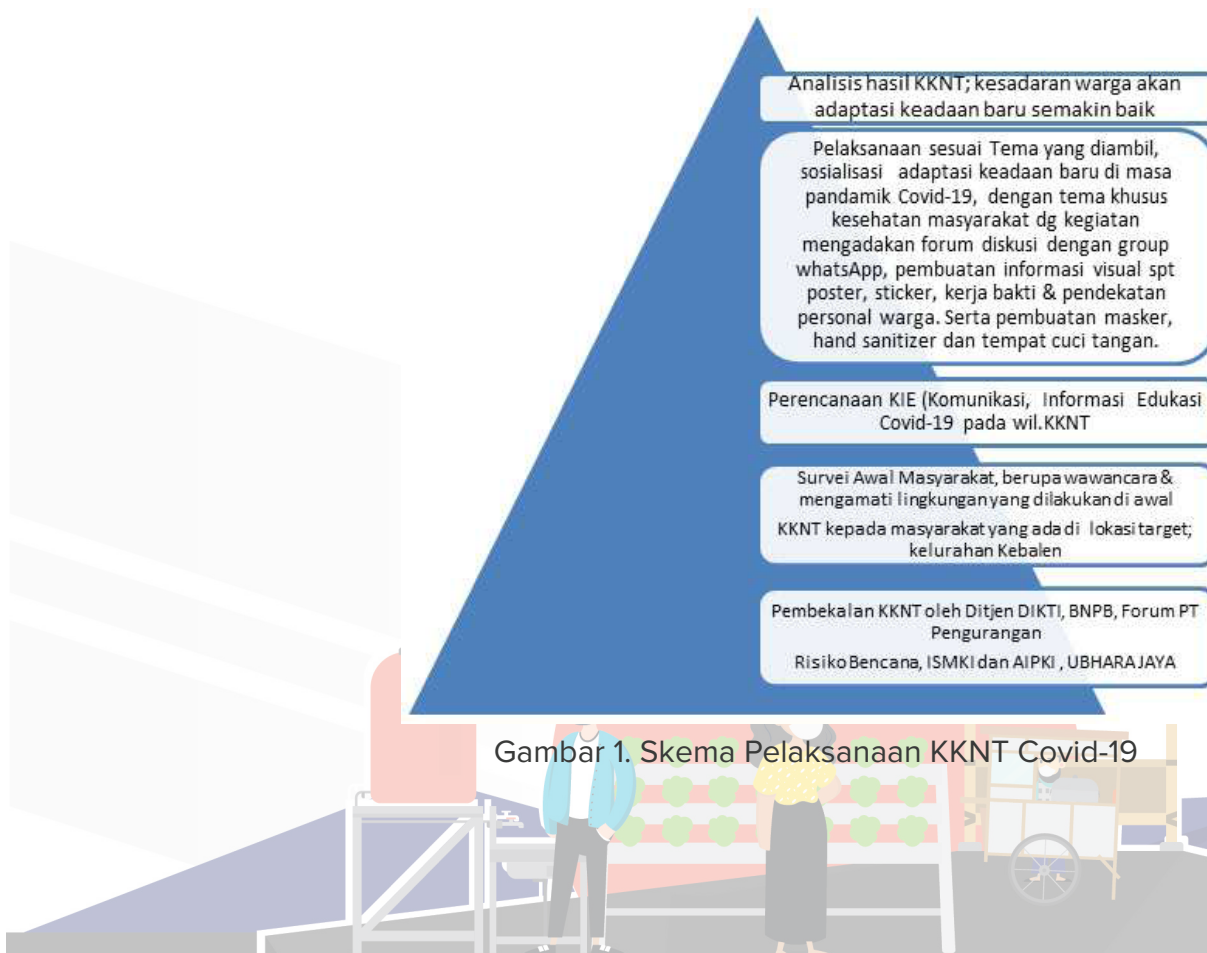 Analisis hasil KKNT; kesadaran warga akan
adaptasi keadaan baru semakin baik
Pelaksanaan sesuai Tema yang diambil,
sosialisasi adaptasi keadaan baru di masa
pandamik Covid-19, dengan tema khusus
kesehatan masyarakat dg kegiatan
mengadakan forum diskusi dengan group
whatsApp, pembuatan informasi visual spt
poster, sticker, kerja bakti & pendekatan
personal warga. Serta pembuatan masker,
hand sanitizer dan tempat cuci tangan.
Perencanaan KIE (Komunikasi, Informasi Edukasi
Covid-19 pada wil.KKNT
Survei Awal Masyarakat, berupa wawancara &
mengamati lingkungan yang dilakukan di awal
KKNT kepada masyarakat yang ada di lokasi target;
kelurahan Kebalen
Pembekalan KKNT oleh Ditjen DIKTI, BNPB, Forum PT
Pengurangan
Risiko Bencana, ISMKI dan AIPKI , UBHARA JAYA
Gambar 1. Skema Pelaksanaan KKNT Covid-19